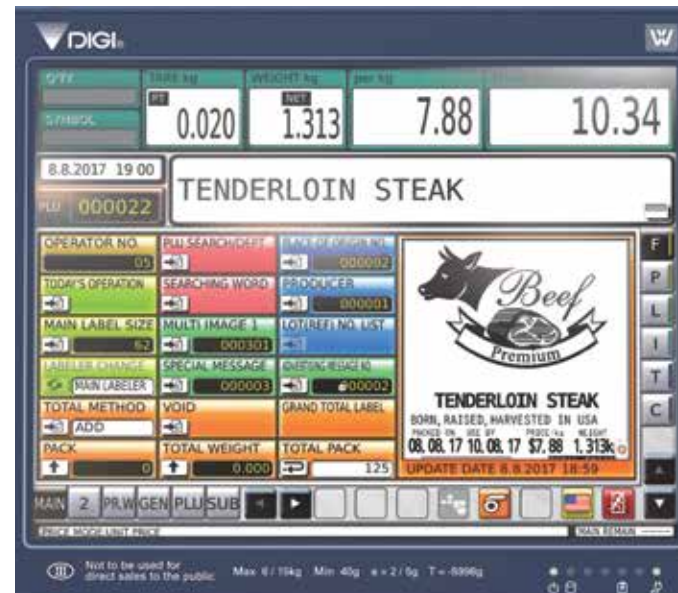 DIGI
QTY
TARE kg
WEIGHT kg
per kg
PT
0.020
NET
1.313
7.88
10.34
SYMBOL
8.8.2017 19 00
TENDERLOIN STEAK
PLU 000022
OPERATOR NO.
05
PLU SEARCH/DEPT
PLACE OF ORIGIN NO.
000002
TODAY'S OPERATION
SEARCHING WORD
PRODUCER
000001
MAIN LABEL SIZE
62
MULTI IMAGE 1
000301
LOT(REF) NO. LIST
LABELER CHANGE
MAIN LABELER
SPECIAL MESSAGE
000003
000002
TOTAL METHOD
ADD
VOID
GRAND TOTAL LABEL
PACK
0
TOTAL WEIGHT
0.000
TOTAL PACK
125
Beef
Premium
TENDERLOIN STEAK
BORN, RAISED, HARVESTED IN USA
PACKED ON USE BY PRICE/kg WEIGHT
08.08.17 10.08.17 $7.88 1.313k
UPDATE DATE 8.8.2017 18:59
F
P
L
I
T
C
MAIN 2 PR.W GEN PLU SUB
PRICE MODE UNIT PRICE
MAIN REMAIN
Not to be used for
direct sales to the public
Max 6/15kg Min 40g e=2/5g T=-5998g